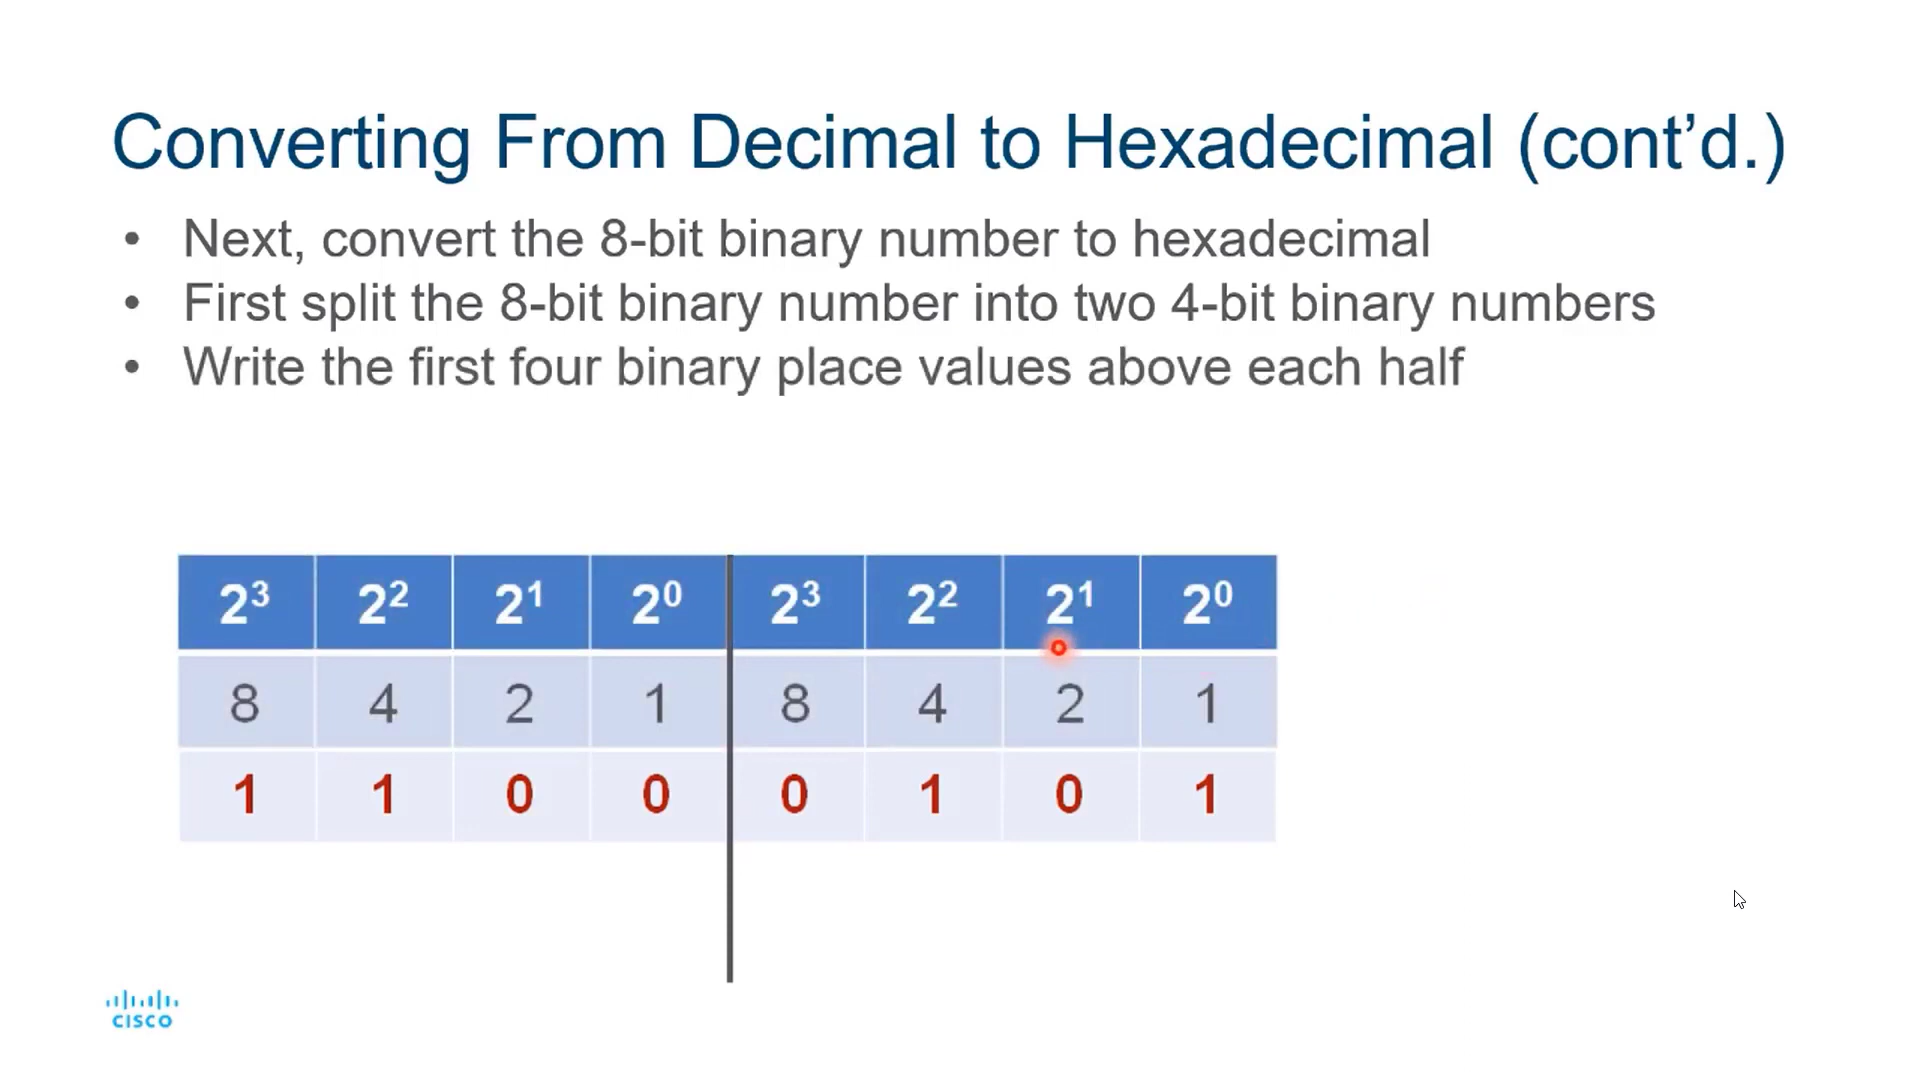 Converting From Decimal to Hexadecimal (cont’d.)
• Next, convert the 8-bit binary number to hexadecimal
• First split the 8-bit binary number into two 4-bit binary numbers
• Write the first four binary place values above each half
2³ 2² 2¹ 2⁰ 2³ 2² 2¹ 2⁰
8 4 2 1 8 4 2 1
1 1 0 0 0 1 0 1
CISCO